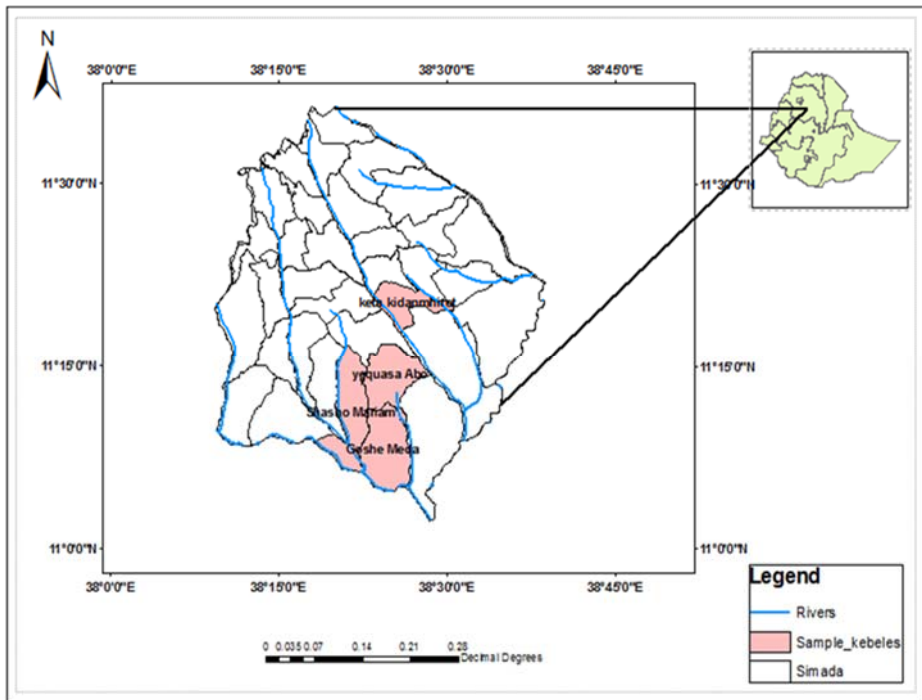 N
38°0'0"E 38°15'0"E 38°30'0"E 38°45'0"E
11°30'0"N 11°30'0"N
keta kidanmhiret
11°15'0"N 11°15'0"N
yequasa Abo
Shasho Mariam
Goshe Meda
11°0'0"N 11°0'0"N
38°0'0"E 38°15'0"E 38°30'0"E 38°45'0"E
Legend
Rivers
Sample_kebeles
Simada
0 0.035 0.07 0.14 0.21 0.28
Decimal Degrees